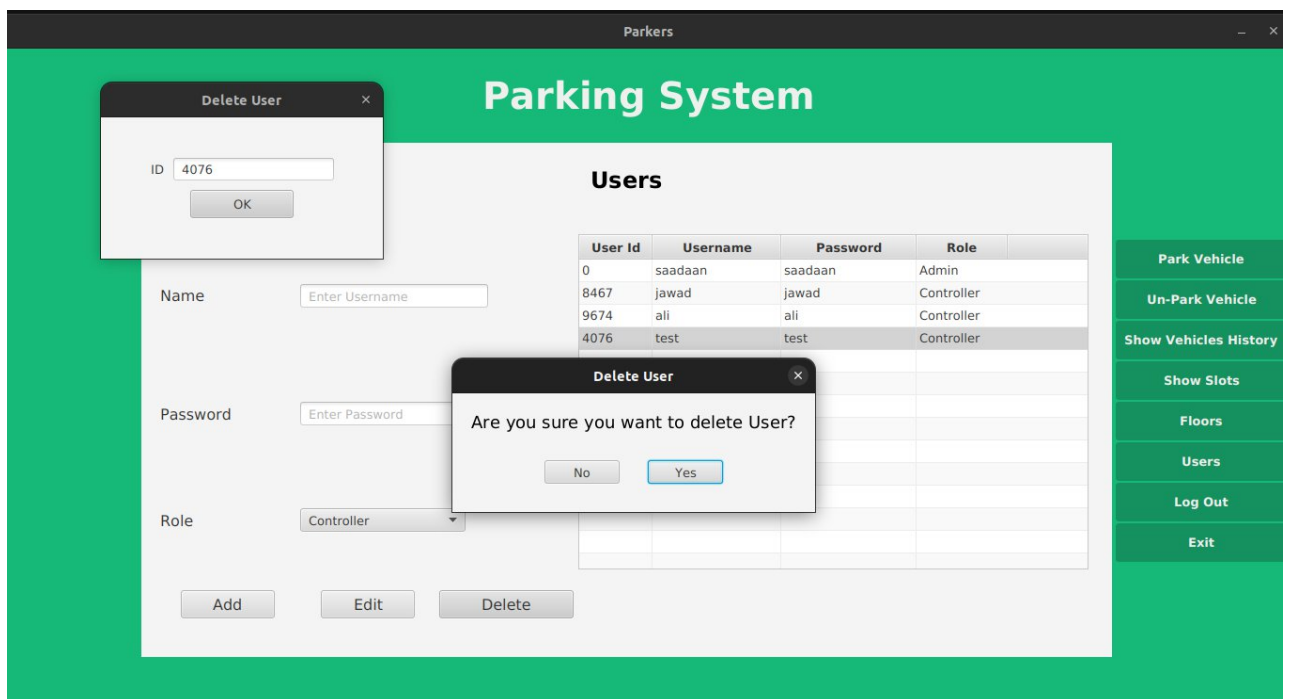 Parkers
Parking System
Delete User
ID 4076
OK
Users
User Id Username Password Role
0 saadaan saadaan Admin
8467 jawad jawad Controller
9674 ali ali Controller
4076 test test Controller
Name Enter Username
Password Enter Password
Role Controller
Delete User
Are you sure you want to delete User?
No Yes
Add Edit Delete
Park Vehicle
Un-Park Vehicle
Show Vehicles History
Show Slots
Floors
Users
Log Out
Exit